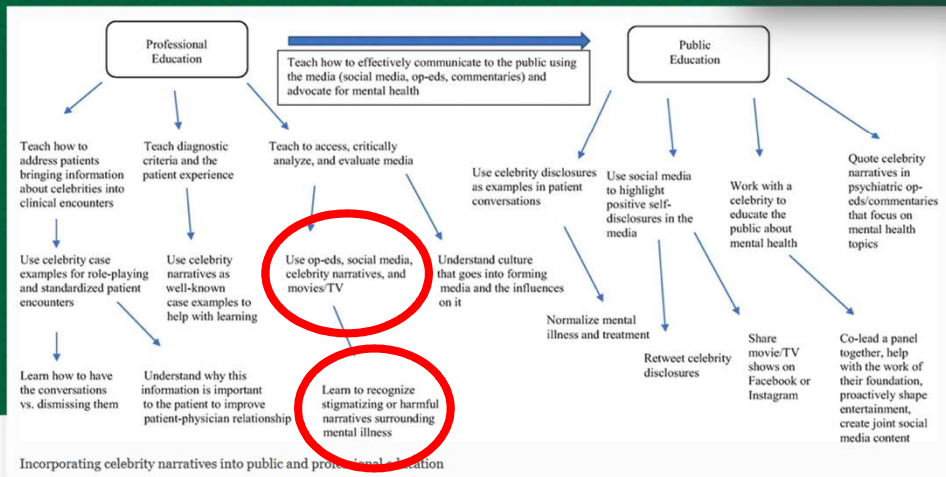 Professional
Education
Teach how to effectively communicate to the public using
the media (social media, op-eds, commentaries) and
advocate for mental health
Public
Education
Teach how to
address patients
bringing information
about celebrities into
clinical encounters
Teach diagnostic
criteria and the
patient experience
Teach to access, critically
analyze, and evaluate media
Use celebrity disclosures
as examples in patient
conversations
Use social media
to highlight
positive self-
disclosures in the
media
Work with a
celebrity to
educate the
public about
mental health
Quote celebrity
narratives in
psychiatric op-
eds/commentaries
that focus on
mental health
topics
Use celebrity case
examples for role-playing
and standardized patient
encounters
Use celebrity
narratives as
well-known
case examples to
help with learning
Use op-eds, social media,
celebrity narratives, and
movies/TV
Understand culture
that goes into forming
media and the influences
on it
Normalize mental
illness and treatment
Retweet celebrity
disclosures
Share
movie/TV
shows on
Facebook or
Instagram
Co-lead a panel
together, help
with the work of
their foundation,
proactively shape
entertainment,
create joint social
media content
Learn how to have
the conversations
vs. dismissing them
Understand why this
information is important
to the patient to improve
patient-physician relationship
Learn to recognize
stigmatizing or harmful
narratives surrounding
mental illness
Incorporating celebrity narratives into public and professional education